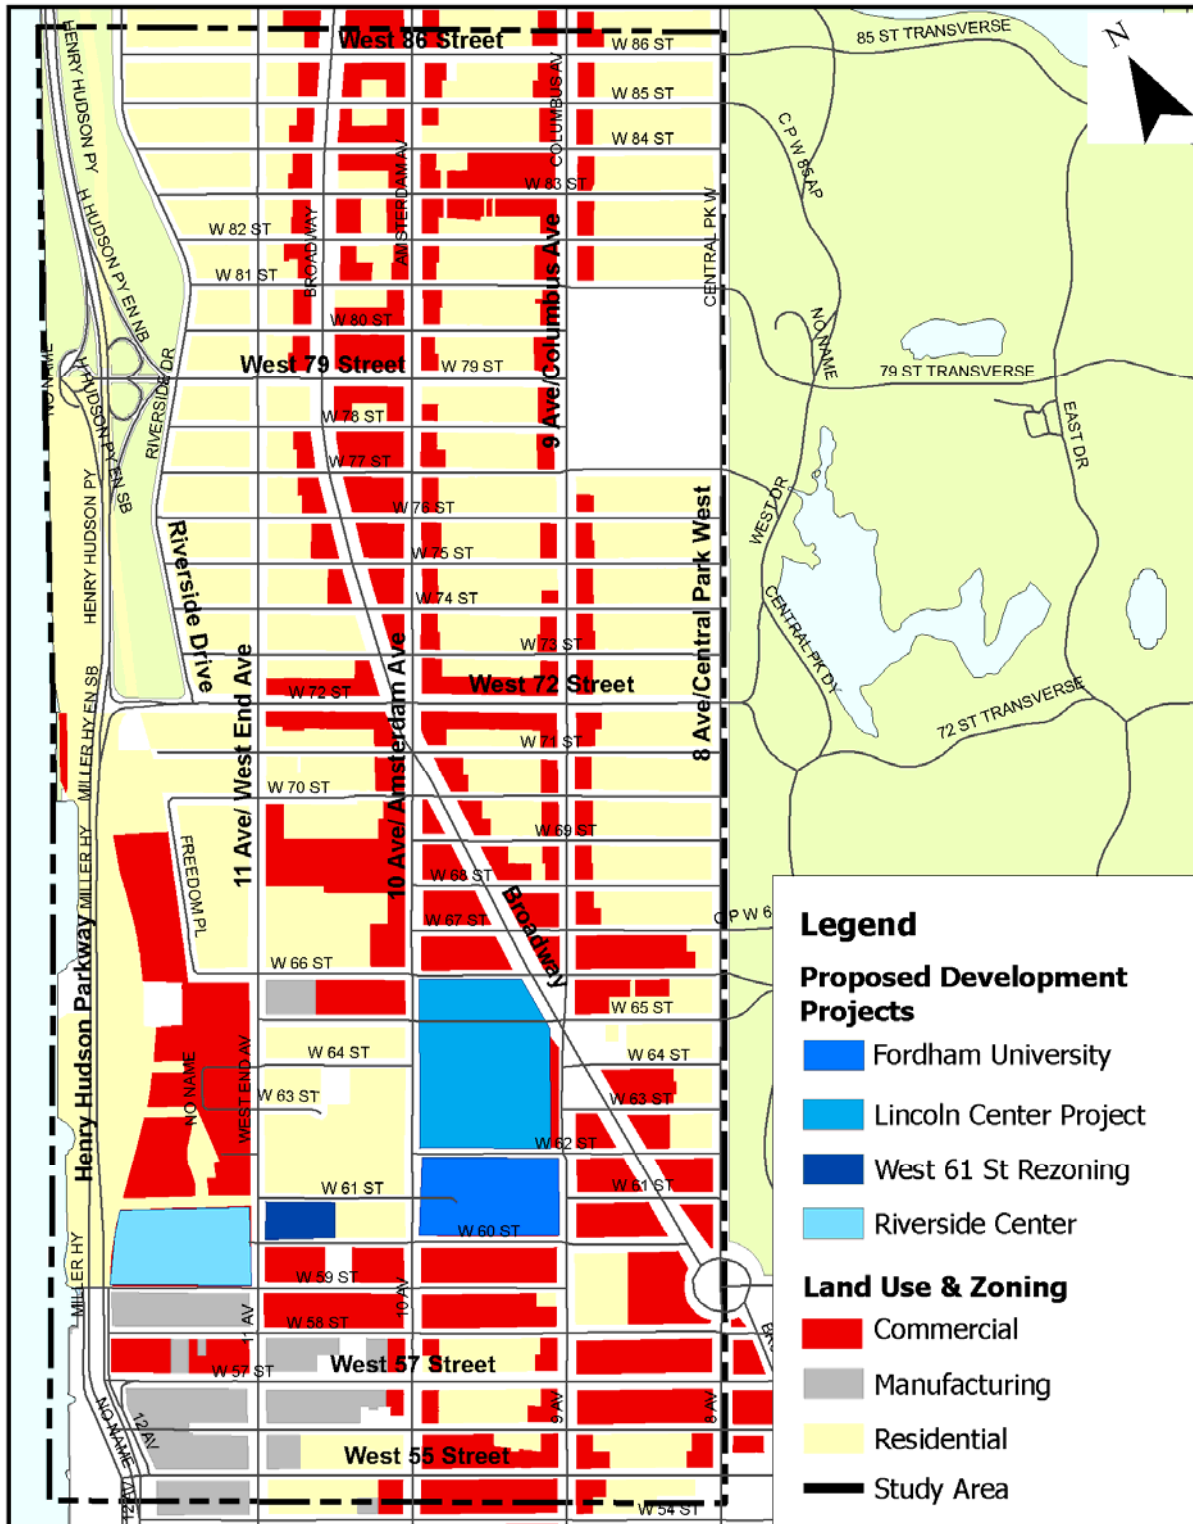 West 86 Street
W 86 ST
85 ST TRANSVERSE
N
HENRY HUDSON PY
COLUMBUS AV
W 85 ST
C P W 85 AP
W 84 ST
AMSTERDAM AV
W 83 ST
H HUDSON PY EN NB
BROADWAY
CENTRAL PK W
W 82 ST
9 Ave/Columbus Ave
W 81 ST
W 80 ST
NO NAME
NO NAME
H HUDSON PY EN SB
RIVERSIDE DR
West 79 Street
W 79 ST
79 ST TRANSVERSE
W 78 ST
EAST DR
W 77 ST
HENRY HUDSON PY
WEST DR
W 76 ST
8 Ave/Central Park West
Riverside Drive
W 75 ST
W 74 ST
CENTRAL PK DY
W 73 ST
11 Ave/ West End Ave
10 Ave/ Amsterdam Ave
MILLER HY EN SB
W 72 ST
West 72 Street
72 ST TRANSVERSE
W 71 ST
W 70 ST
FREEDOM PL
W 69 ST
MILLER HY
W 68 ST
Broadway
W 67 ST
C P W 6
Henry Hudson Parkway
W 66 ST
W 65 ST
WEST END AV
NO NAME
W 64 ST
W 64 ST
W 63 ST
W 63 ST
W 62 ST
W 61 ST
W 61 ST
W 60 ST
MILLER HY
W 59 ST
11 AV
10 AV
W 58 ST
W 57 ST
West 57 Street
NO NAME
12 AV
9 AV
8 AV
West 55 Street
W 54 ST
Legend
Proposed Development
Projects
Fordham University
Lincoln Center Project
West 61 St Rezoning
Riverside Center
Land Use & Zoning
Commercial
Manufacturing
Residential
Study Area